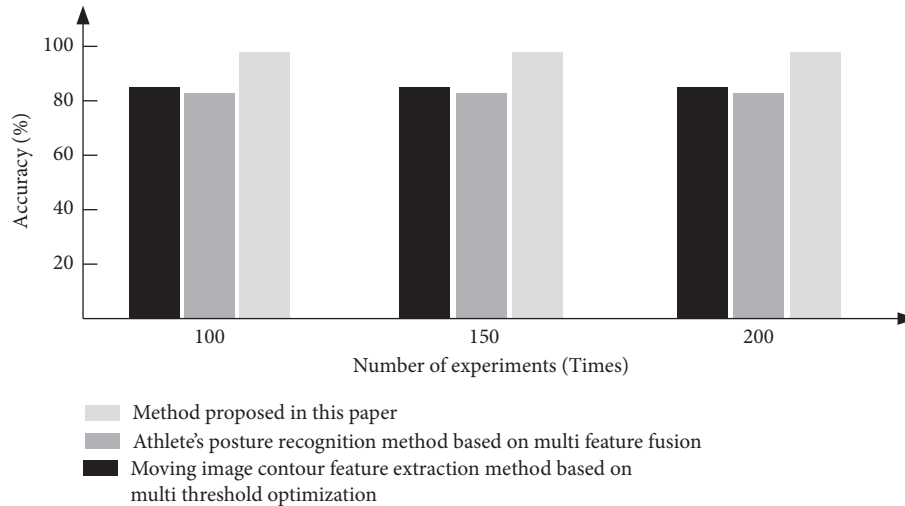 100
80
60
40
20
Accuracy (%)
100
150
200
Number of experiments (Times)
Method proposed in this paper
Athlete's posture recognition method based on multi feature fusion
Moving image contour feature extraction method based on
multi threshold optimization